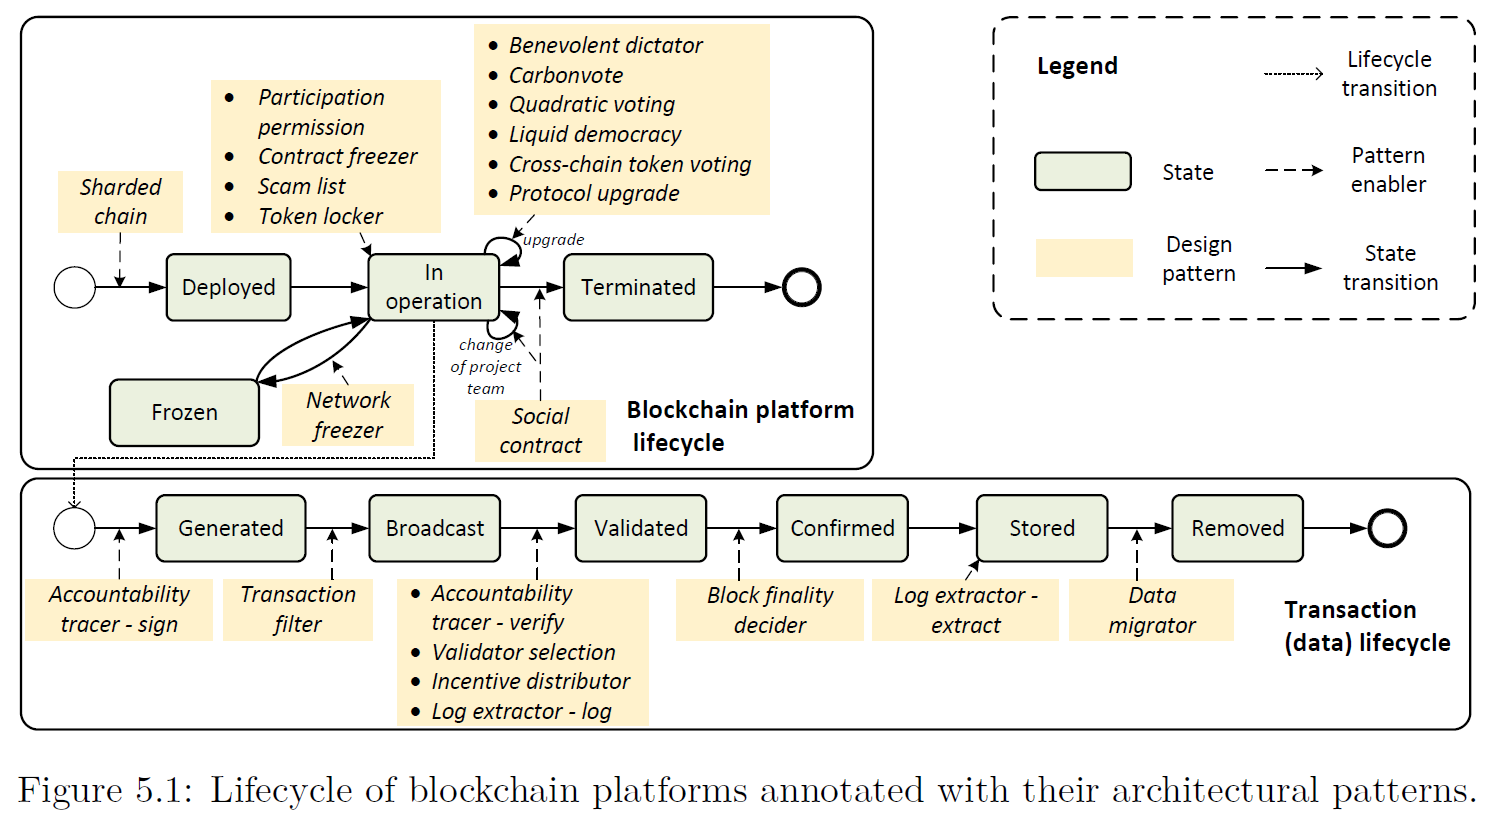 • Benevolent dictator
• Carbonvote
• Quadratic voting
• Liquid democracy
• Cross-chain token voting
• Protocol upgrade
• Participation
permission
• Contract freezer
• Scam list
• Token locker
Sharded
chain
upgrade
Deployed
In
operation
Terminated
change
of project
team
Frozen
Network
freezer
Social
contract
Blockchain platform
lifecycle
Legend
Lifecycle
transition
State
Pattern
enabler
Design
pattern
State
transition
Generated
Broadcast
Validated
Confirmed
Stored
Removed
Accountability
tracer - sign
Transaction
filter
• Accountability
tracer - verify
• Validator selection
• Incentive distributor
• Log extractor - log
Block finality
decider
Log extractor -
extract
Data
migrator
Transaction
(data) lifecycle
Figure 5.1: Lifecycle of blockchain platforms annotated with their architectural patterns.